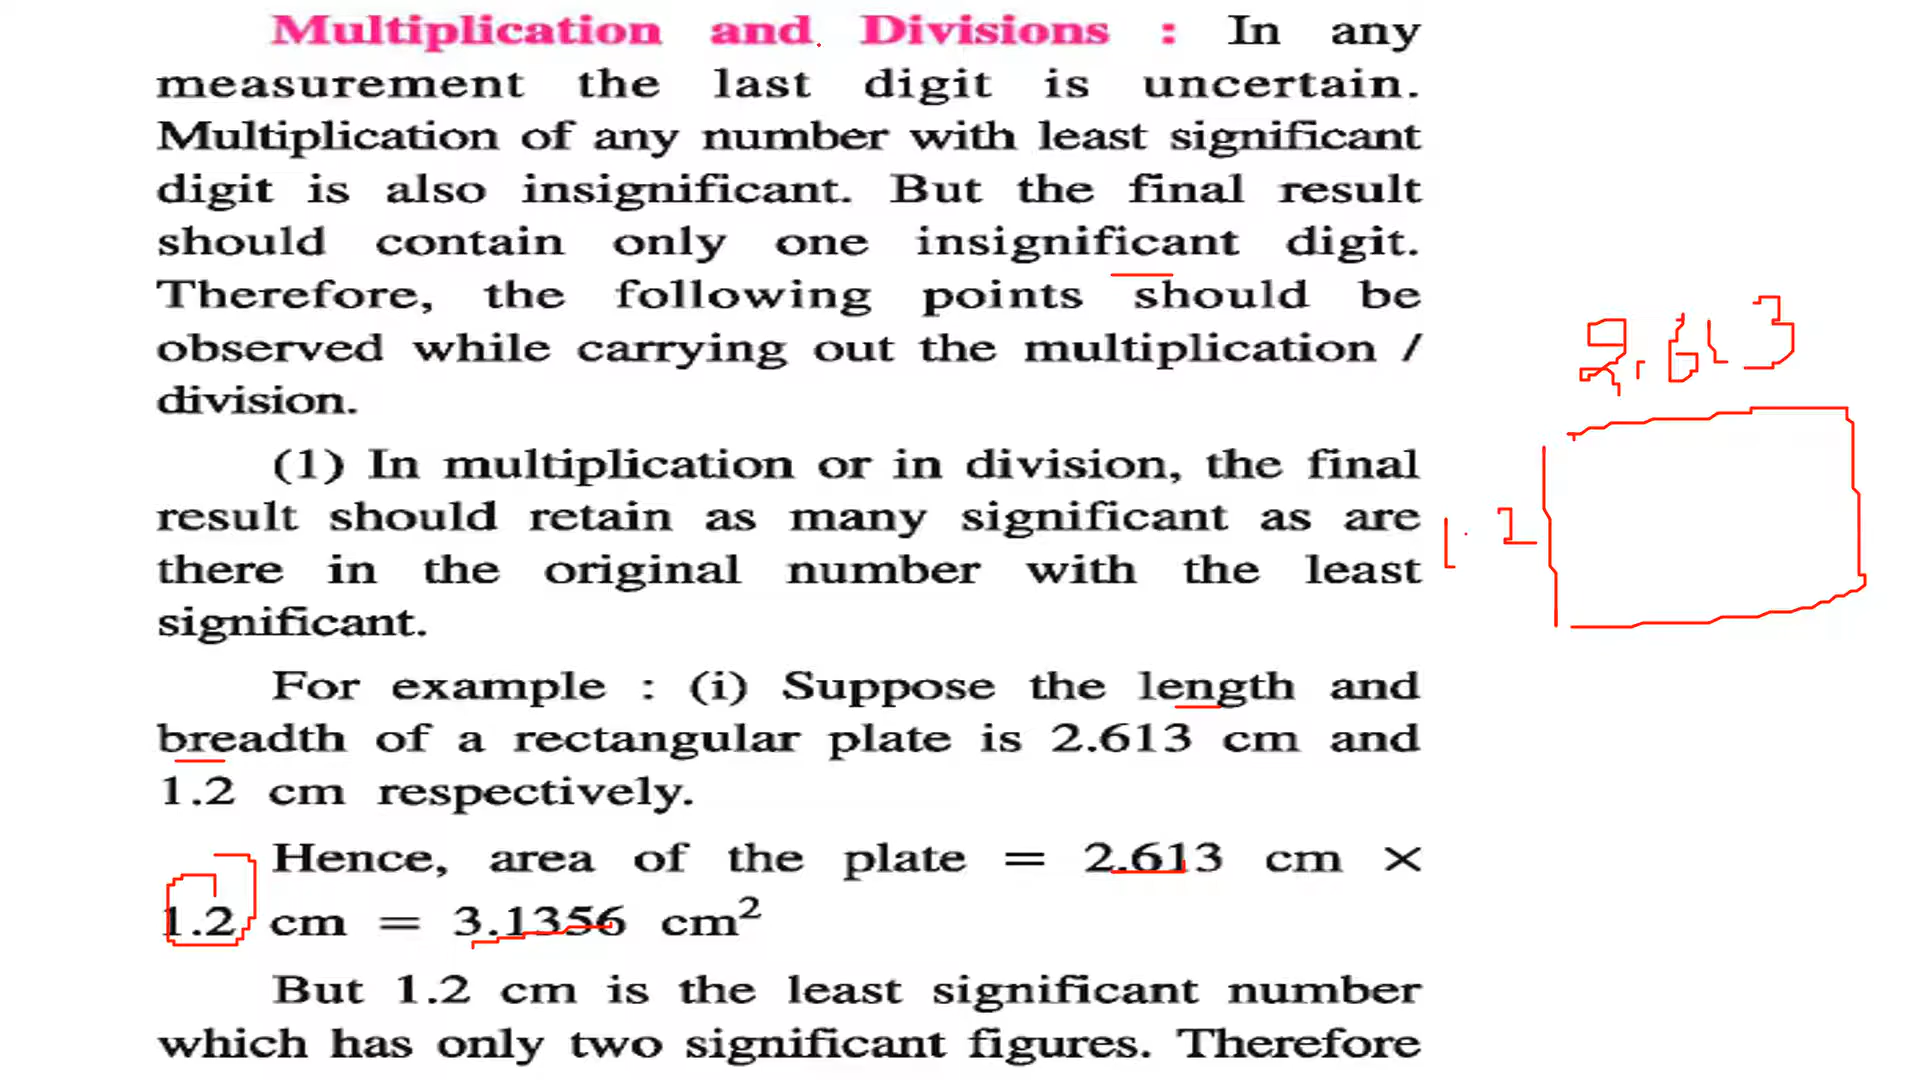 Multiplication and Divisions : In any
measurement the last digit is uncertain.
Multiplication of any number with least significant
digit is also insignificant. But the final result
should contain only one insignificant digit.
Therefore, the following points should be
observed while carrying out the multiplication /
division.
(1) In multiplication or in division, the final
result should retain as many significant as are
there in the original number with the least
significant.
For example : (i) Suppose the length and
breadth of a rectangular plate is 2.613 cm and
1.2 cm respectively.
Hence, area of the plate = 2.613 cm ×
1.2 cm = 3.1356 cm²
But 1.2 cm is the least significant number
which has only two significant figures. Therefore
2.613
1.2